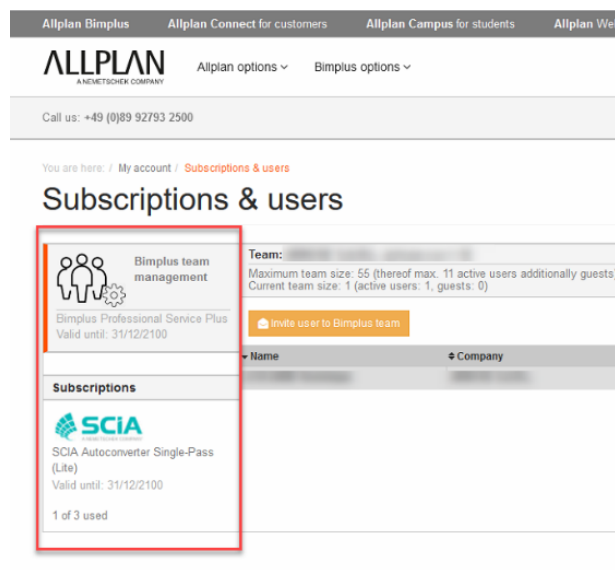 Allplan Bimplus Allplan Connect for customers Allplan Campus for students Allplan We
ALLPLAN
A NEMETSCHEK COMPANY
Allplan options Bimplus options
Call us: +49 (0)89 92793 2500
You are here: / My account / Subscriptions & users
Subscriptions & users
Bimplus team
management
Bimplus Professional Service Plus
Valid until: 31/12/2100
Team:
Maximum team size: 55 (thereof max. 11 active users additionally guests)
Current team size: 1 (active users: 1, guests: 0)
Invite user to Bimplus team
Name Company
Subscriptions
SCiA
A NEMETSCHEK COMPANY
SCIA Autoconverter Single-Pass
(Lite)
Valid until: 31/12/2100
1 of 3 used